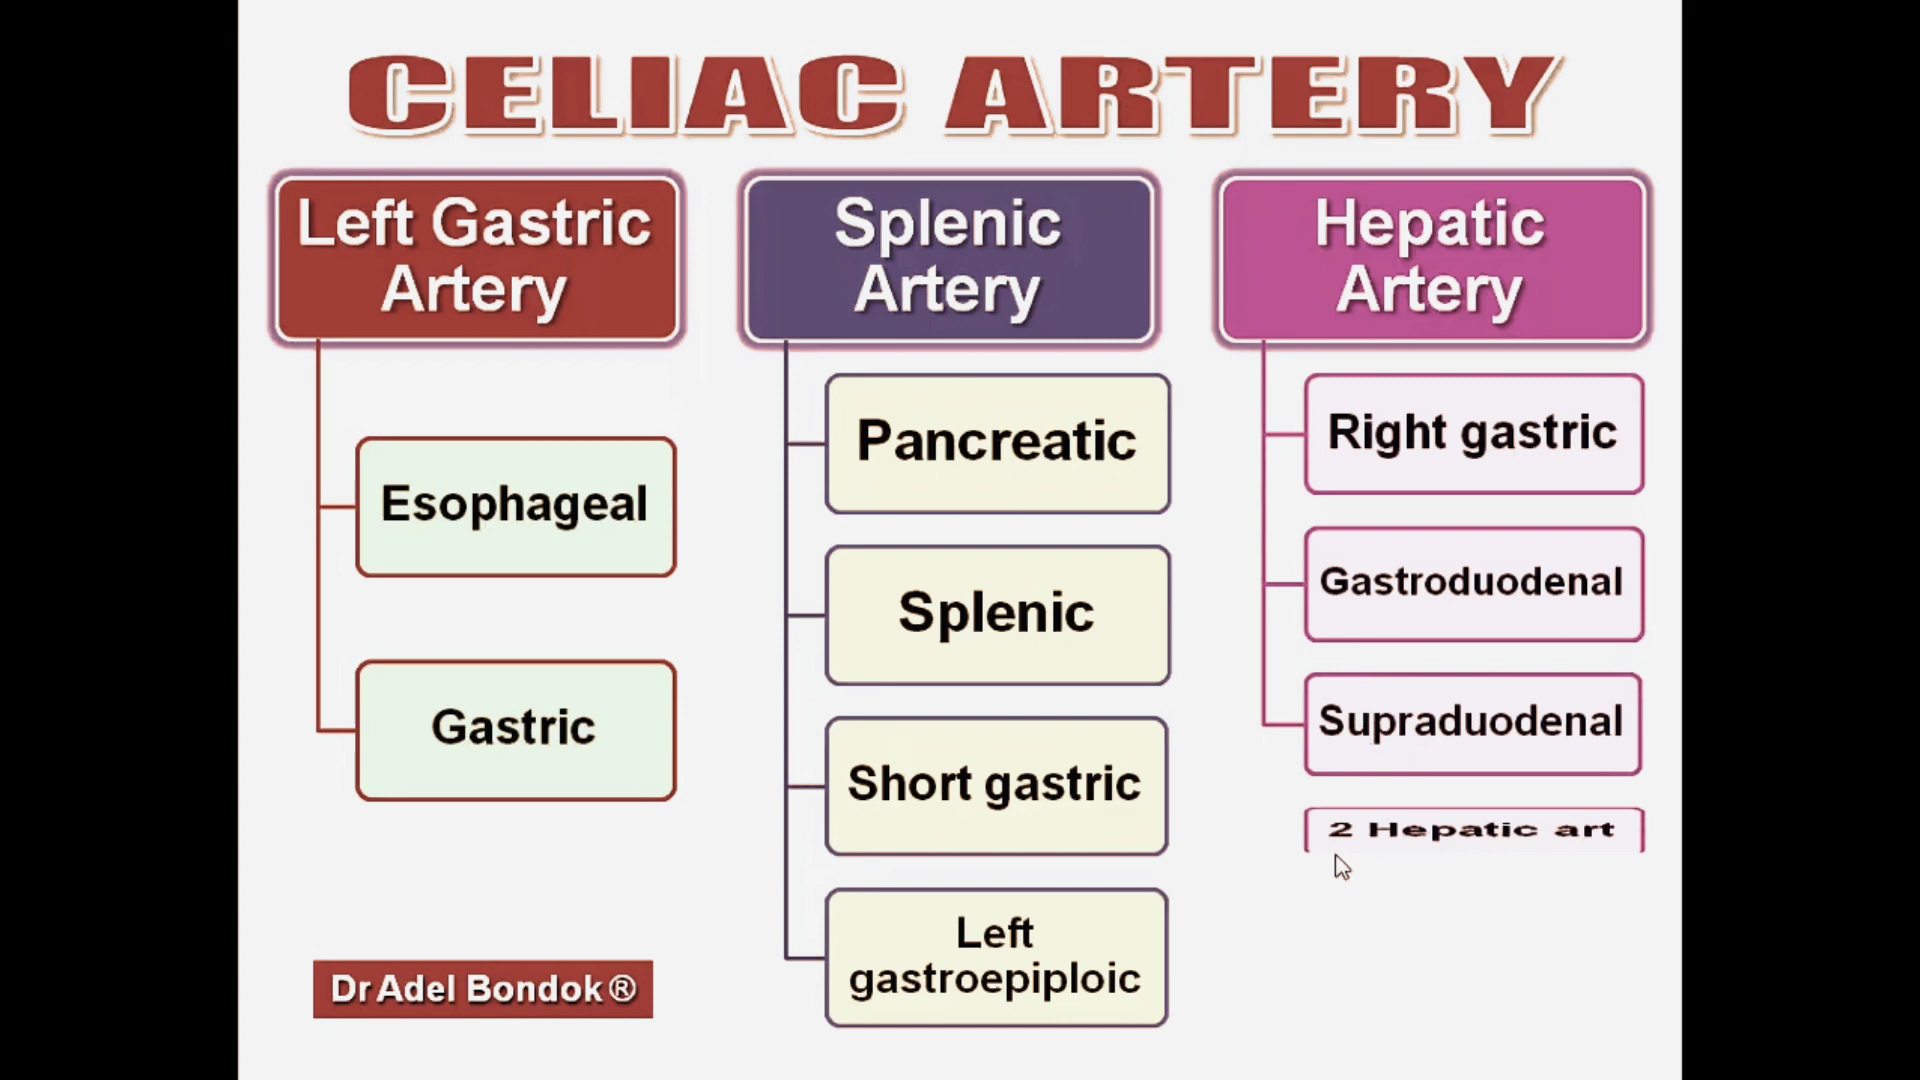 CELIAC ARTERY
Left Gastric
Artery
Esophageal
Gastric
Splenic
Artery
Pancreatic
Splenic
Short gastric
Left
gastroepiploic
Hepatic
Artery
Right gastric
Gastroduodenal
Supraduodenal
2 Hepatic art
Dr Adel Bondok ®